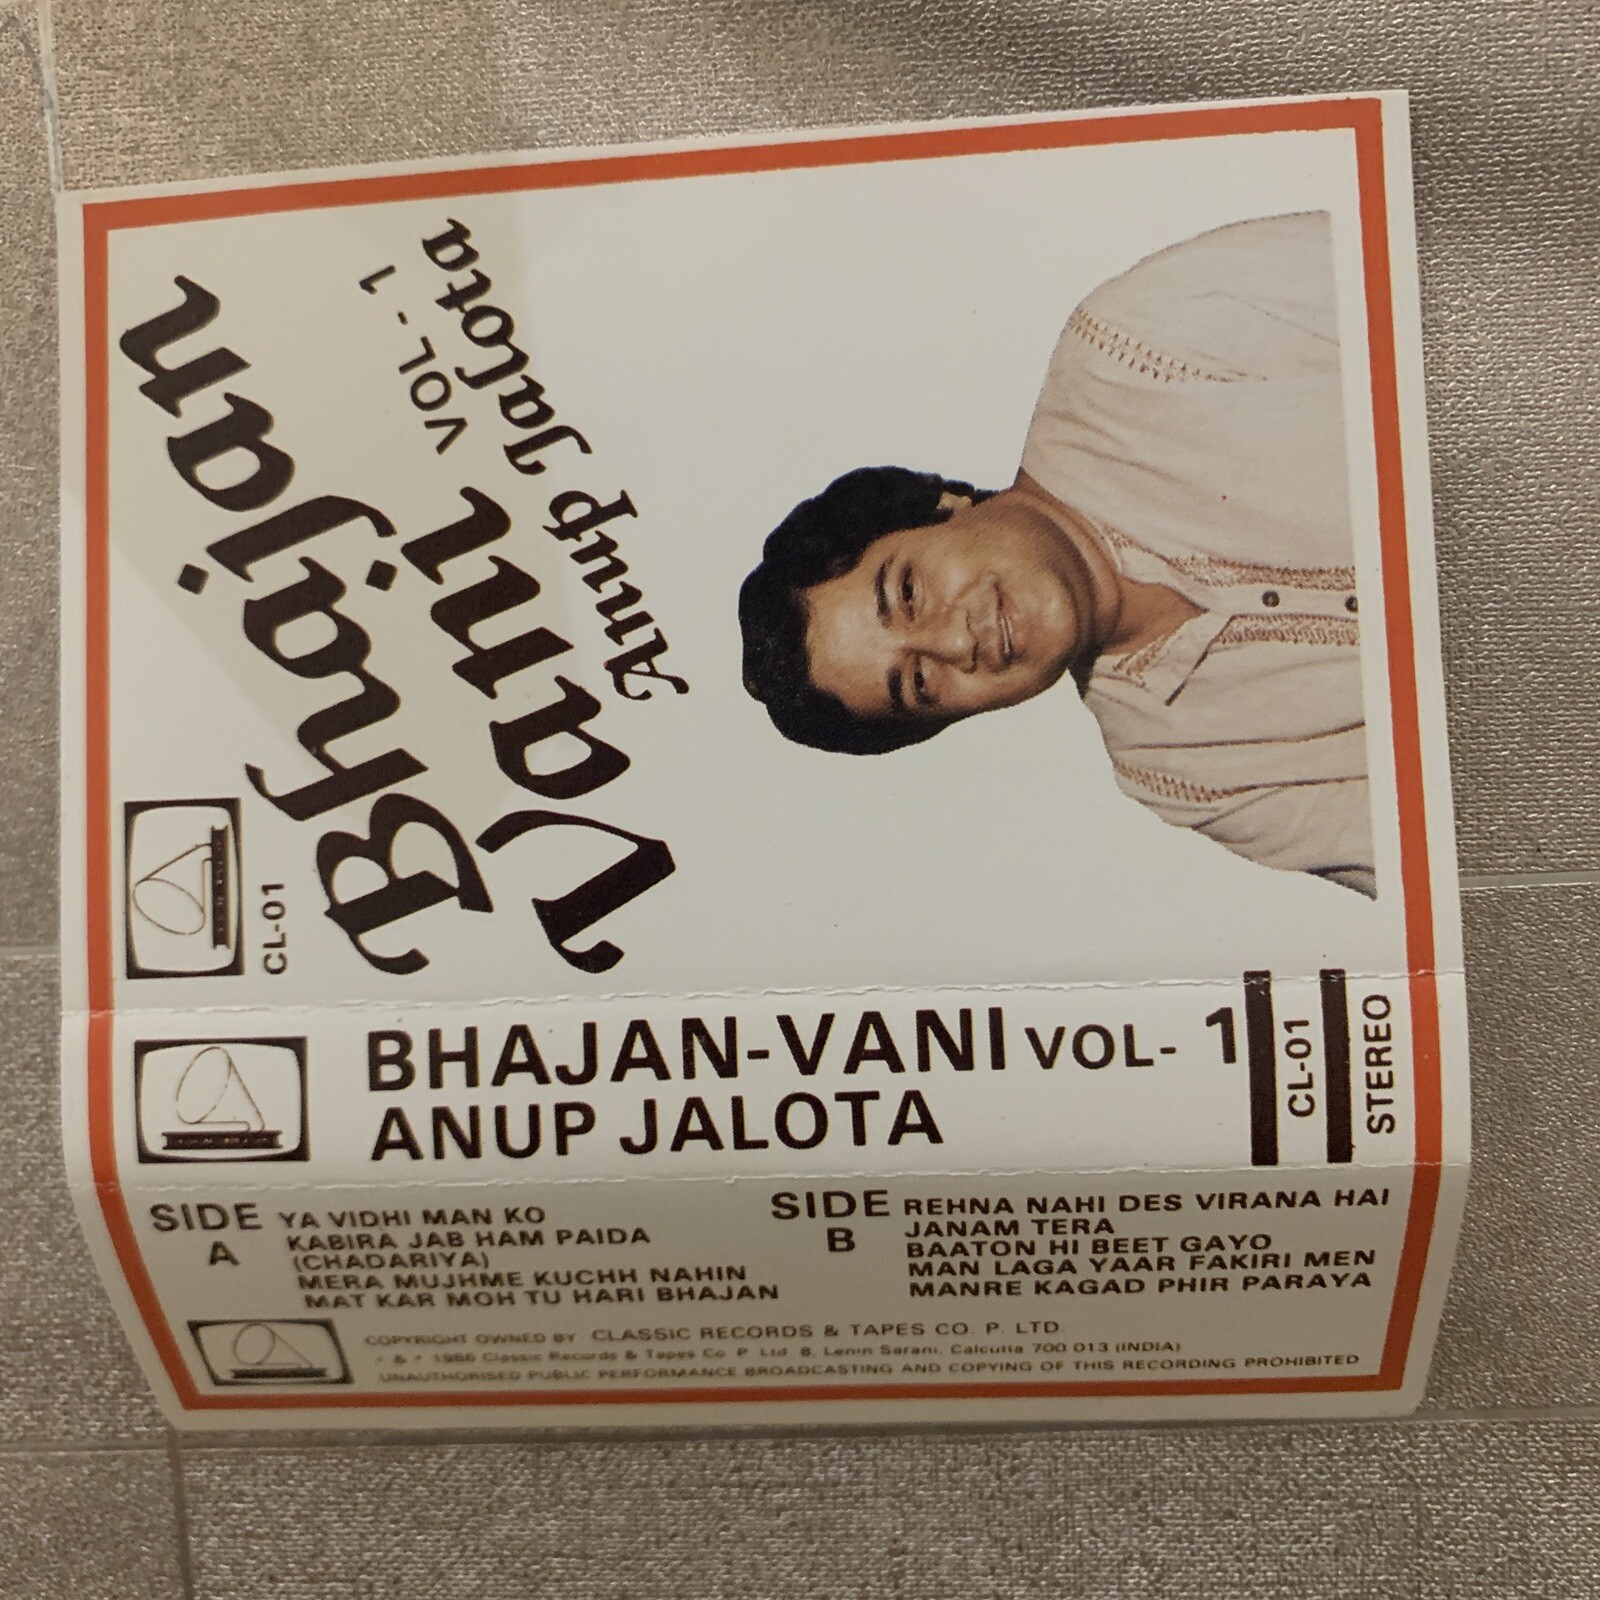 Bhajan
Vani
VOL - 1
Anup Jalota
CL-01
BHAJAN-VANI VOL- 1
ANUP JALOTA
CL-01
STEREO
SIDE A
YA VIDHI MAN KO
KABIRA JAB HAM PAIDA
(CHADARIYA)
MERA MUJHME KUCHH NAHIN
MAT KAR MOH TU HARI BHAJAN
SIDE B
REHNA NAHI DES VIRANA HAI
JANAM TERA
BAATON HI BEET GAYO
MAN LAGA YAAR FAKIRI MEN
MANRE KAGAD PHIR PARAYA
COPYRIGHT OWNED BY CLASSIC RECORDS & TAPES CO. P. LTD.
1986 Classic Records & Tapes Co P Ltd 8, Lenin Sarani, Calcutta 700 013 (INDIA)
UNAUTHORISED PUBLIC PERFORMANCE BROADCASTING AND COPYING OF THIS RECORDING PROHIBITED